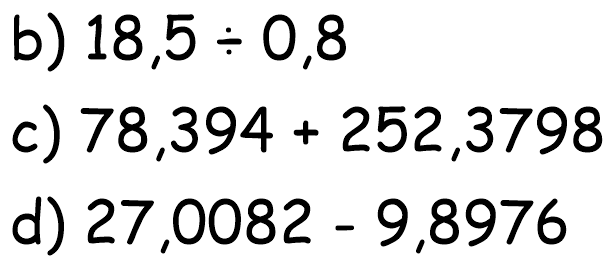 b) 18,5 ÷ 0,8
c) 78,394 + 252,3798
d) 27,0082 - 9,8976